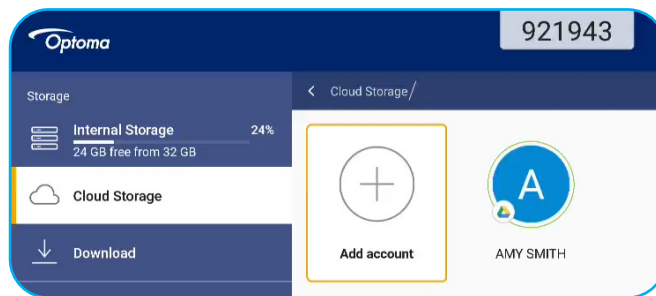 Optoma
921943
Storage
Internal Storage 24%
24 GB free from 32 GB
Cloud Storage
Download
< Cloud Storage/
Add account
A
AMY SMITH